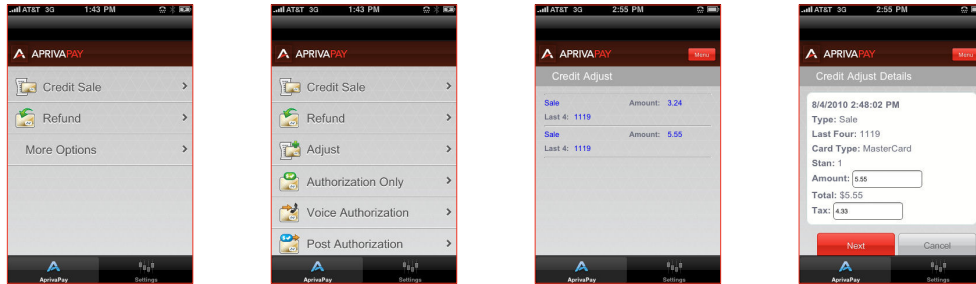 AT&T 3G 1:43 PM
APRIVAPAY
Credit Sale
Refund
More Options
AprivaPay Settings
AT&T 3G 1:43 PM
APRIVAPAY
Credit Sale
Refund
Adjust
Authorization Only
Voice Authorization
Post Authorization
AprivaPay Settings
AT&T 3G 2:55 PM
APRIVAPAY Menu
Credit Adjust
Sale Amount: 3.24
Last 4: 1119
Sale Amount: 5.55
Last 4: 1119
AprivaPay Settings
AT&T 3G 2:55 PM
APRIVAPAY Menu
Credit Adjust Details
8/4/2010 2:48:02 PM
Type: Sale
Last Four: 1119
Card Type: MasterCard
Stan: 1
Amount: 5.55
Total: $5.55
Tax: 4.33
Next Cancel
AprivaPay Settings